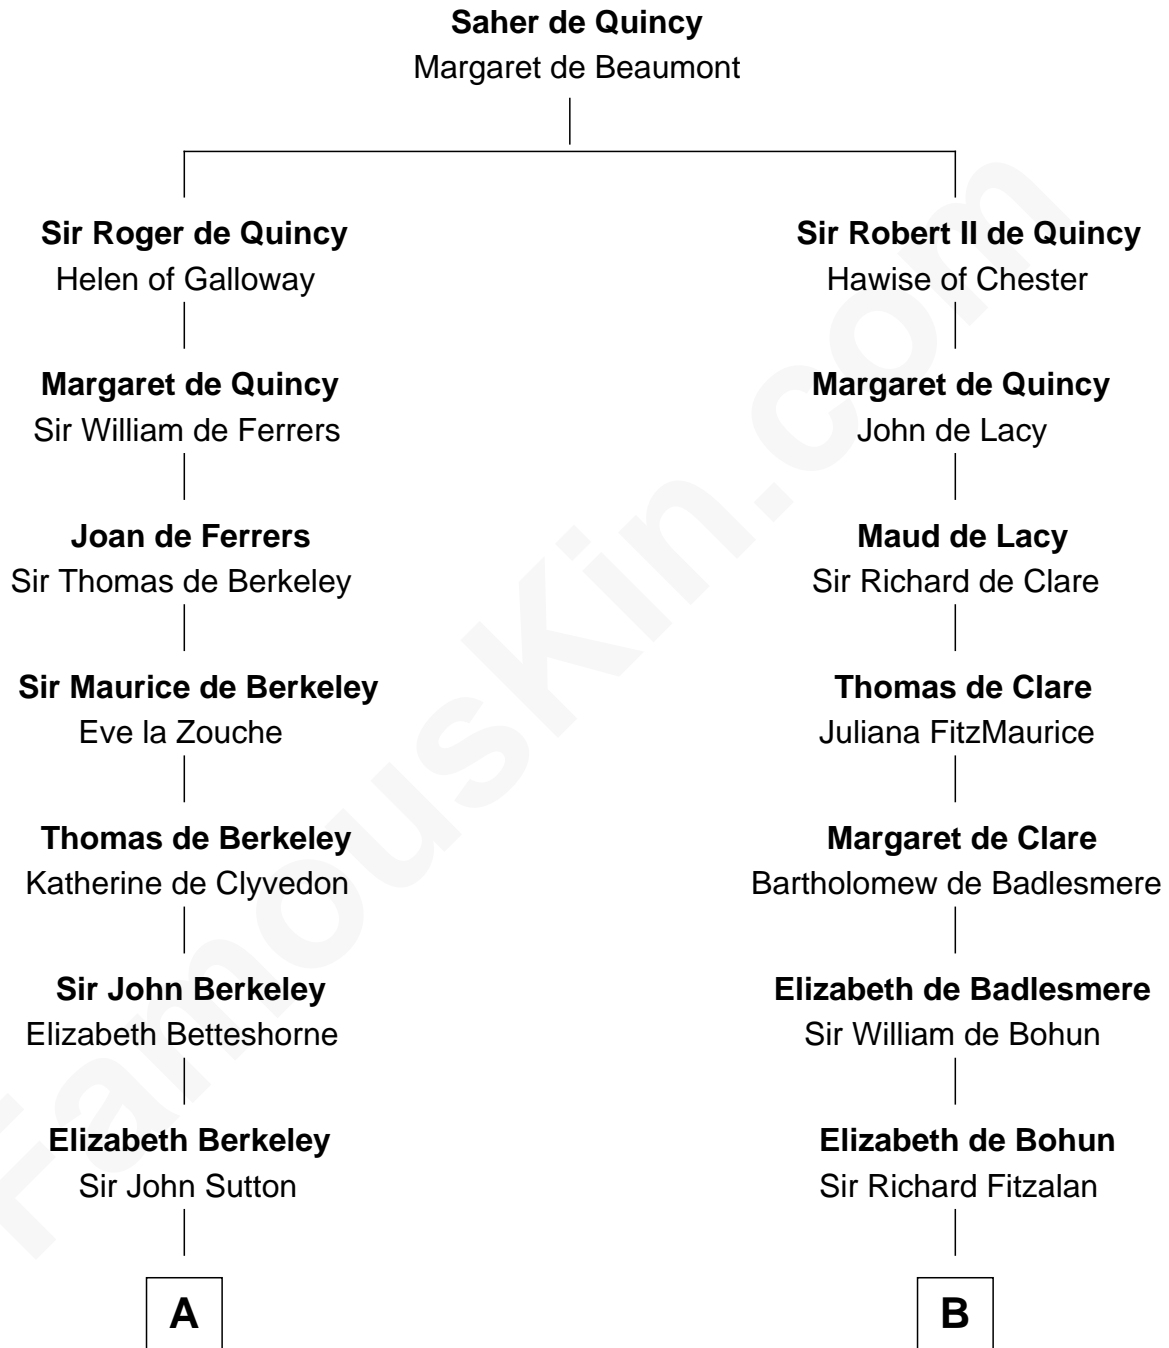 Saher de Quincy
Margaret de Beaumont
Sir Roger de Quincy
Helen of Galloway
Sir Robert II de Quincy
Hawise of Chester
Margaret de Quincy
Sir William de Ferrers
Margaret de Quincy
John de Lacy
Joan de Ferrers
Sir Thomas de Berkeley
Maud de Lacy
Sir Richard de Clare
Sir Maurice de Berkeley
Eve la Zouche
Thomas de Clare
Juliana FitzMaurice
Thomas de Berkeley
Katherine de Clyvedon
Margaret de Clare
Bartholomew de Badlesmere
Sir John Berkeley
Elizabeth Betteshorne
Elizabeth de Badlesmere
Sir William de Bohun
Elizabeth Berkeley
Sir John Sutton
Elizabeth de Bohun
Sir Richard Fitzalan
A
B
FamousKin.com